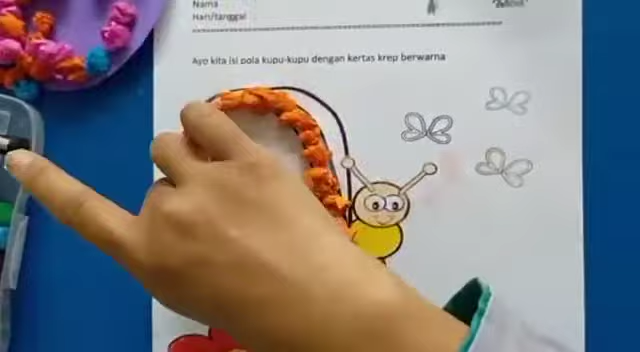 Nama
Hari/tanggal
Ayo kita isi pola kupu-kupu dengan kertas krep berwarna